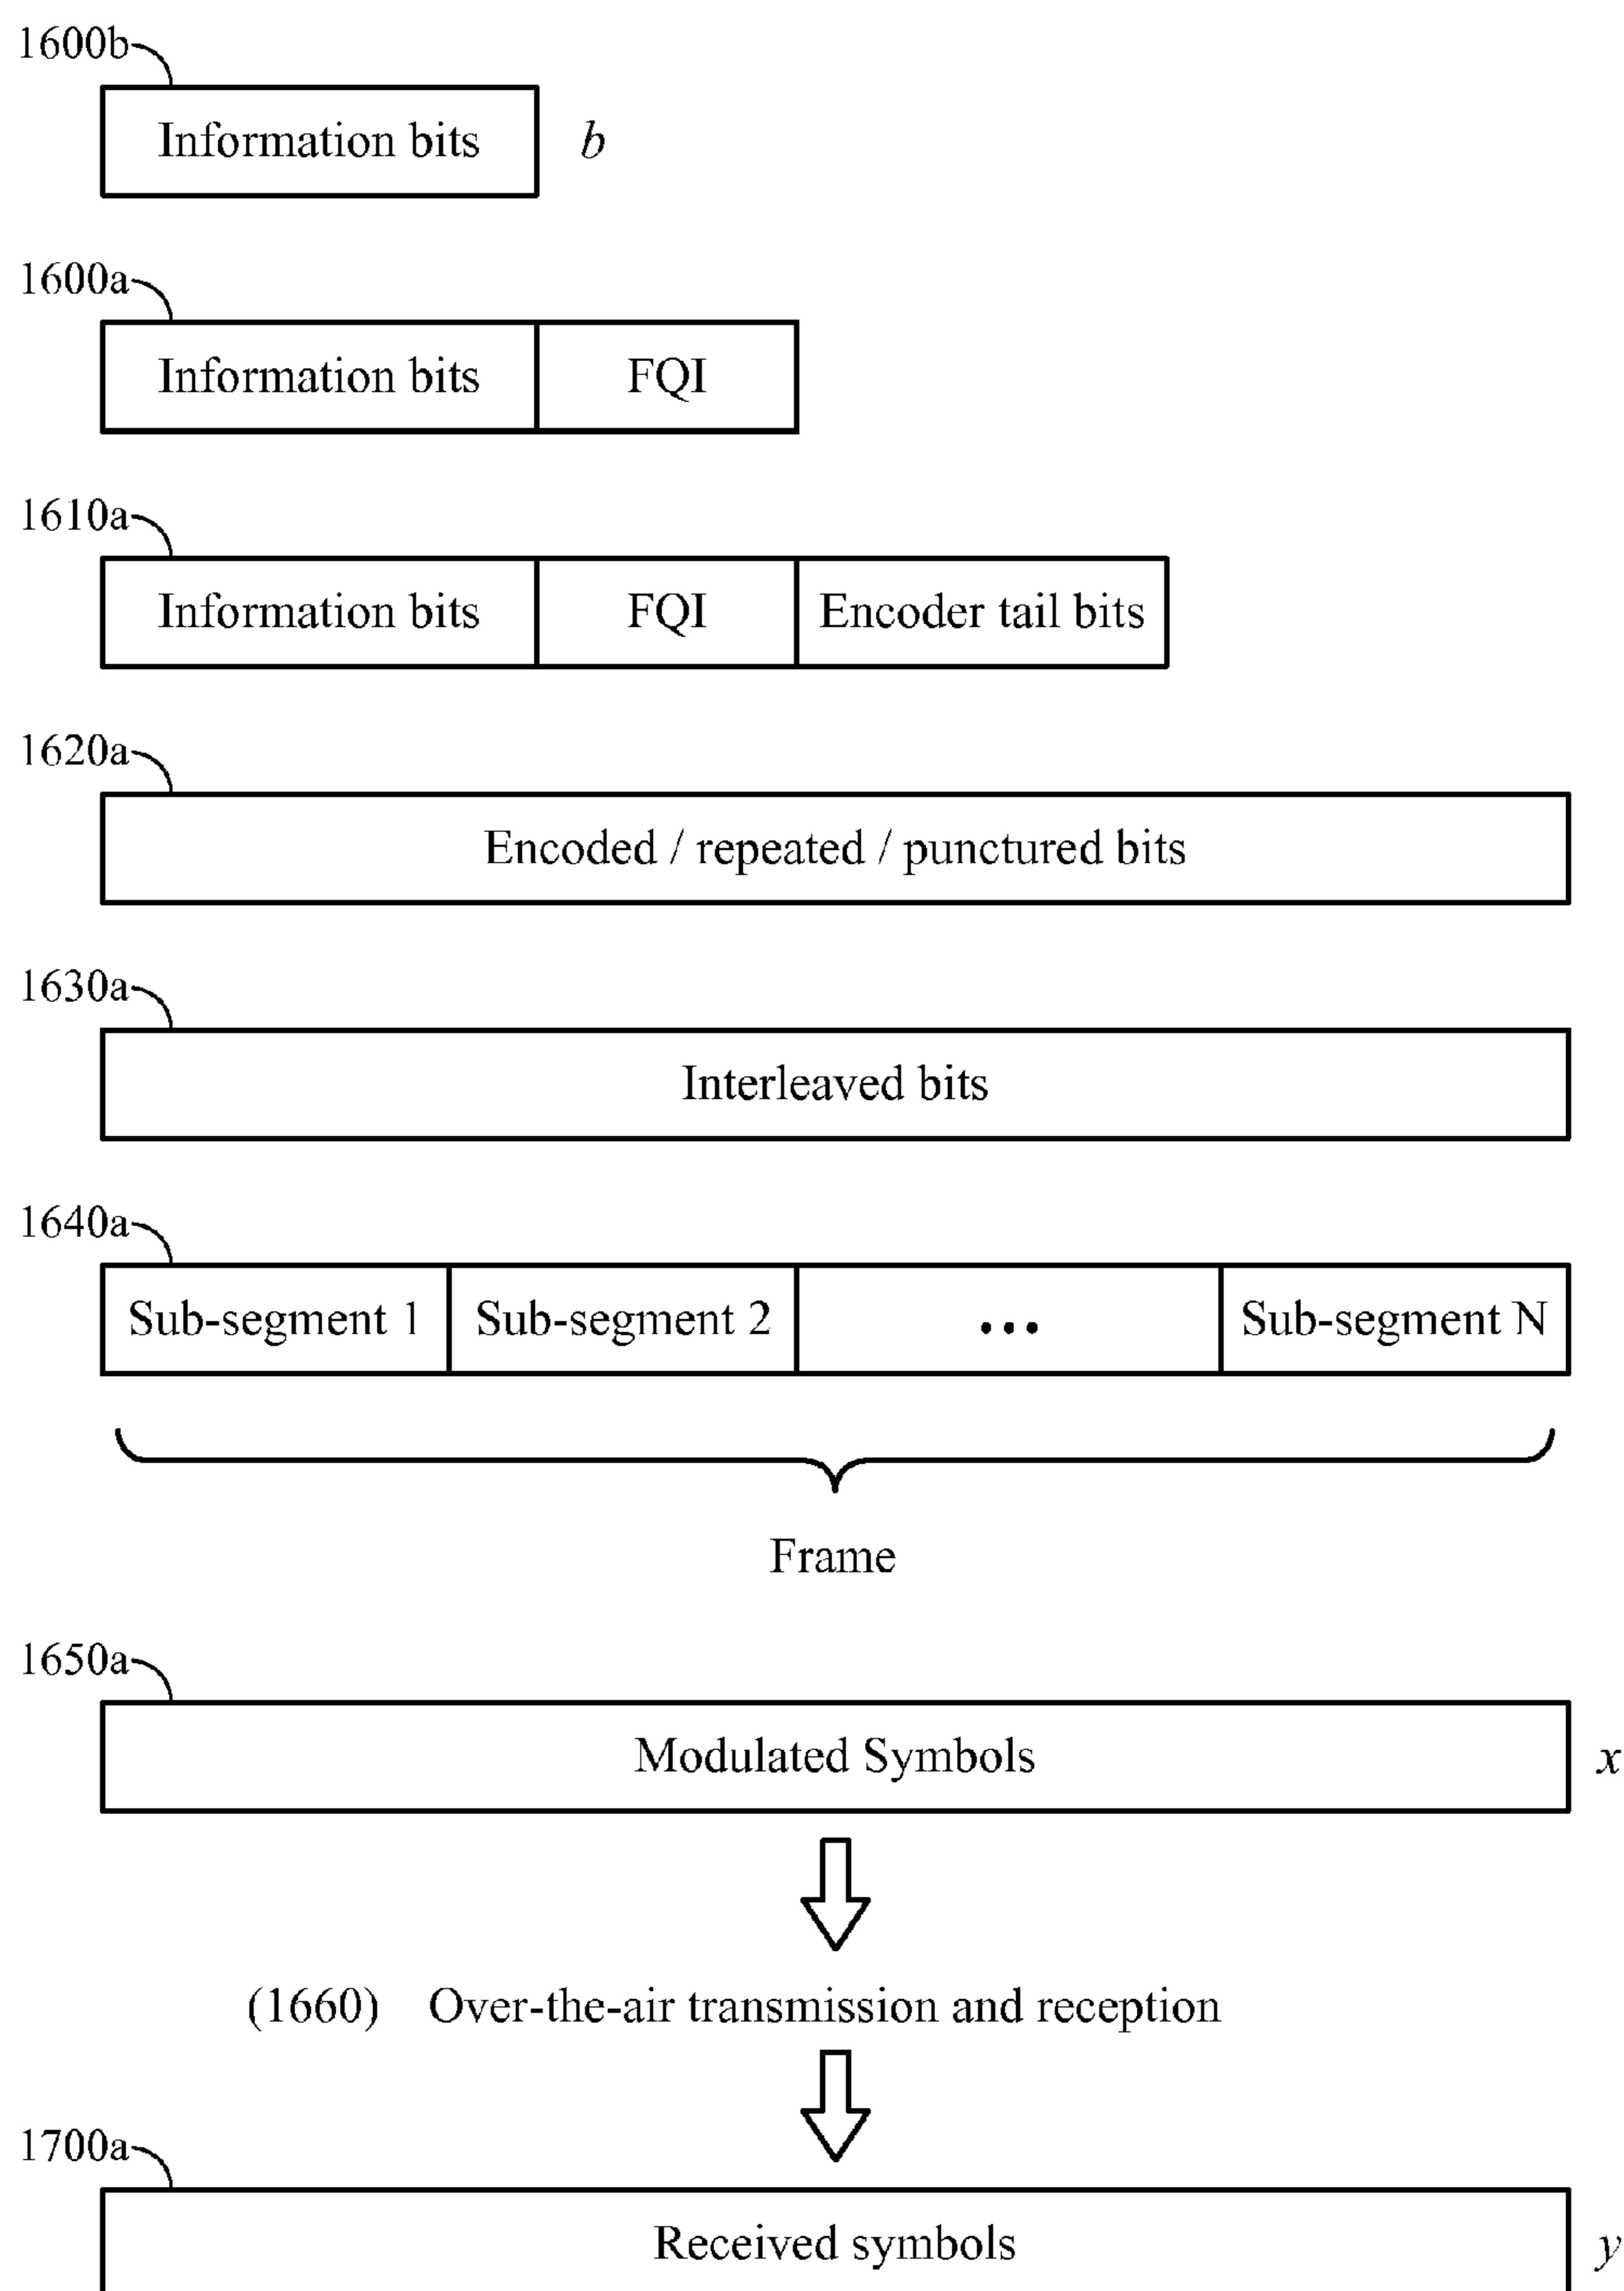 1600b
Information bits b
1600a
Information bits FQI
1610a
Information bits FQI Encoder tail bits
1620a
Encoded / repeated / punctured bits
1630a
Interleaved bits
1640a
Sub-segment 1 Sub-segment 2 ... Sub-segment N
Frame
1650a
Modulated Symbols x
(1660) Over-the-air transmission and reception
1700a
Received symbols y